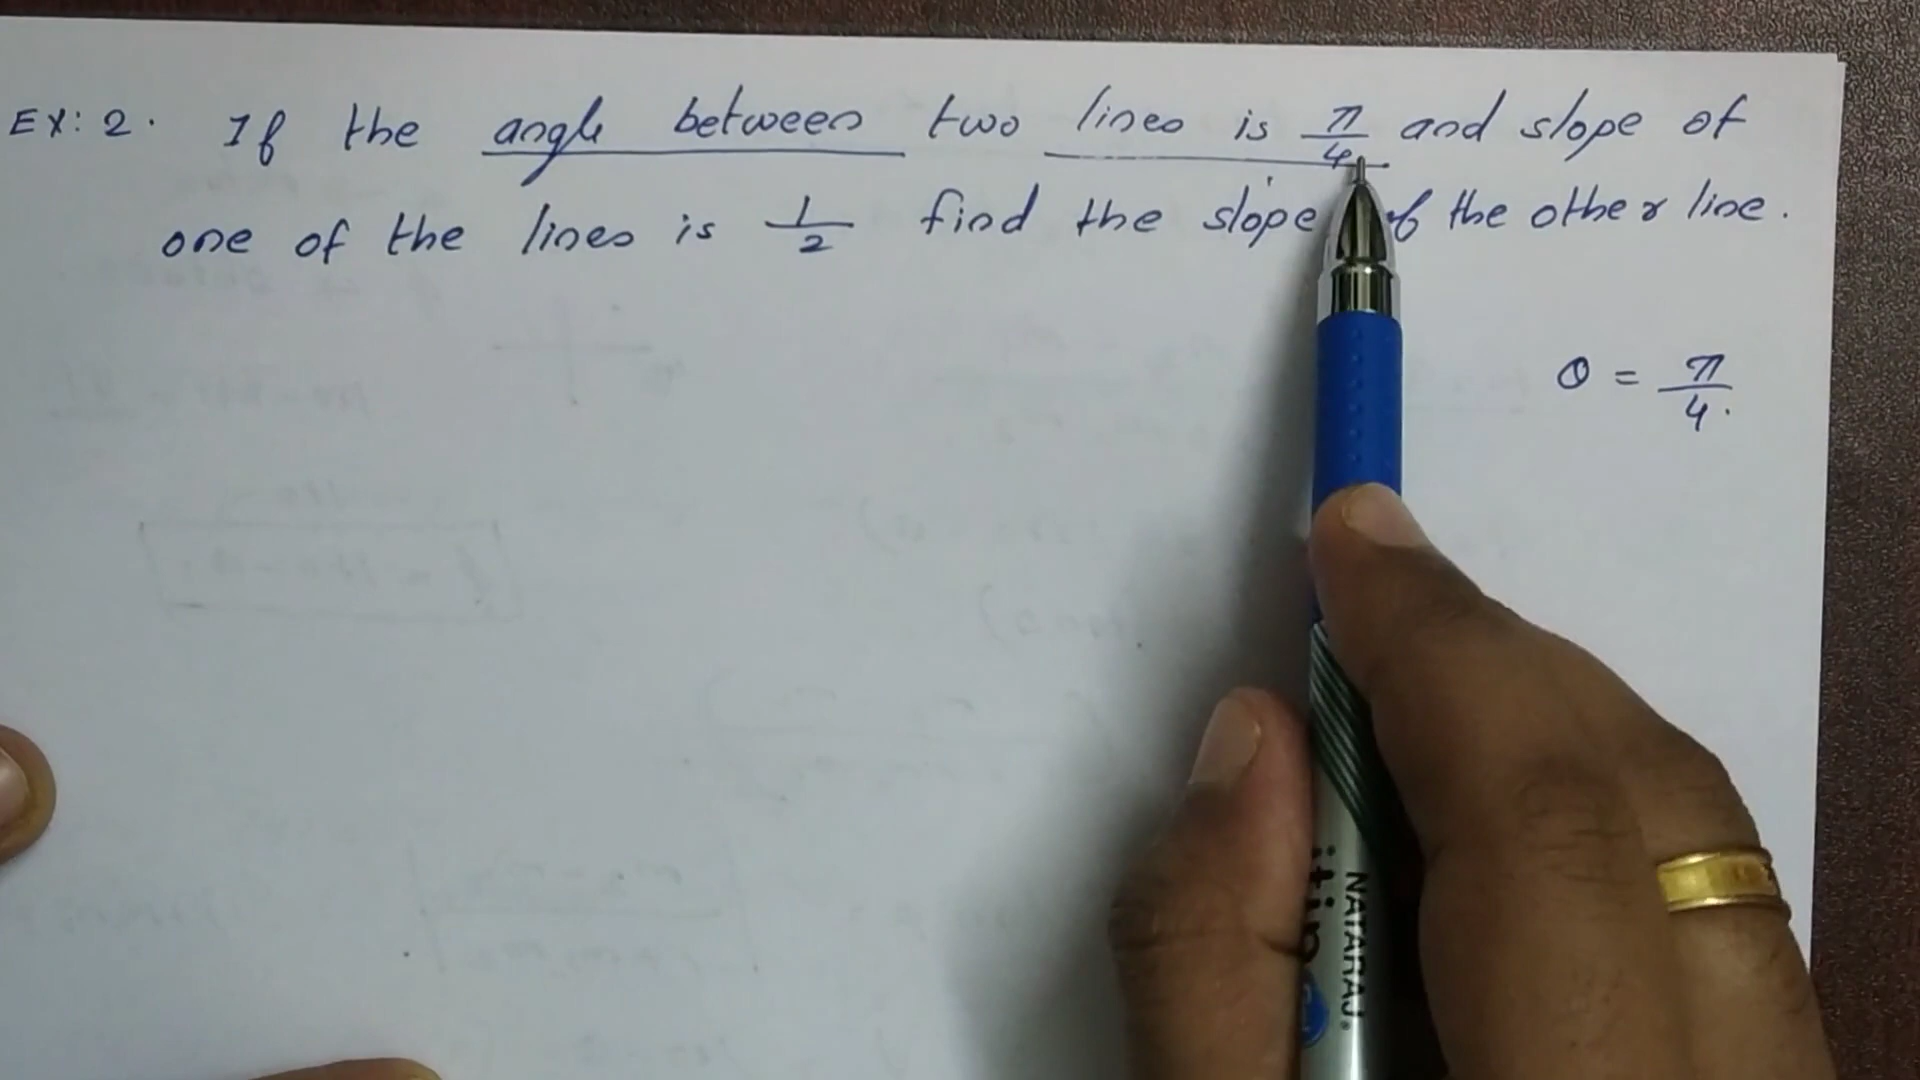 Ex: 2. If the angle between two lines is π/4 and slope of
one of the lines is 1/2 find the slope of the other line.
θ = π/4.
NATARAJ